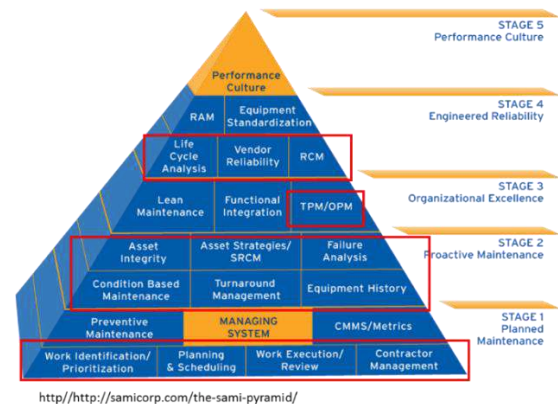 STAGE 5
Performance Culture
Performance
Culture
STAGE 4
Engineered Reliability
RAM
Equipment
Standardization
Life
Cycle
Analysis
Vendor
Reliability
RCM
STAGE 3
Organizational Excellence
Lean
Maintenance
Functional
Integration
TPM/OPM
STAGE 2
Proactive Maintenance
Asset
Integrity
Asset Strategies/
SRCM
Failure
Analysis
Condition Based
Maintenance
Turnaround
Management
Equipment History
STAGE 1
Planned
Maintenance
Preventive
Maintenance
MANAGING
SYSTEM
CMMS/Metrics
Work Identification/
Prioritization
Planning
& Scheduling
Work Execution/
Review
Contractor
Management
http//http://samicorp.com/the-sami-pyramid/